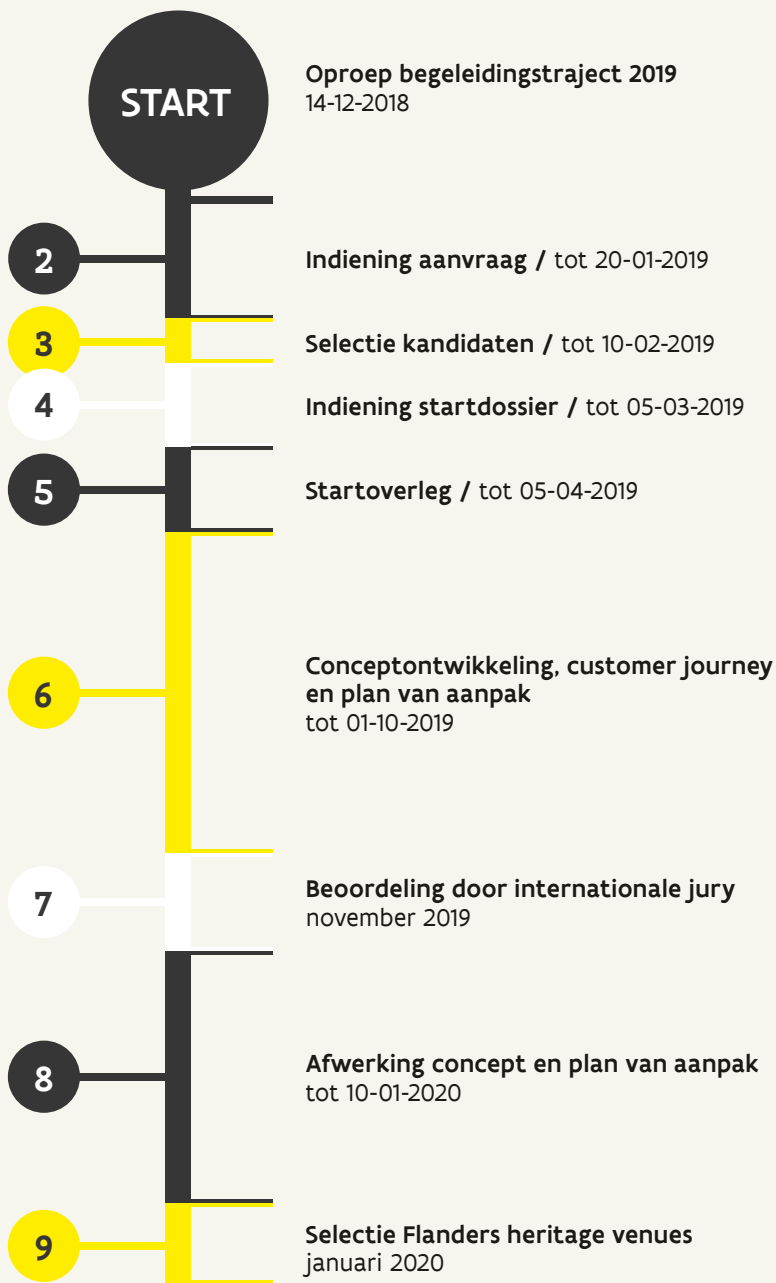 START
Oproep begeleidingstraject 2019
14-12-2018
2
Indiening aanvraag / tot 20-01-2019
3
Selectie kandidaten / tot 10-02-2019
4
Indiening startdossier / tot 05-03-2019
5
Startoverleg / tot 05-04-2019
6
Conceptontwikkeling, customer journey
en plan van aanpak
tot 01-10-2019
7
Beoordeling door internationale jury
november 2019
8
Afwerking concept en plan van aanpak
tot 10-01-2020
9
Selectie Flanders heritage venues
januari 2020